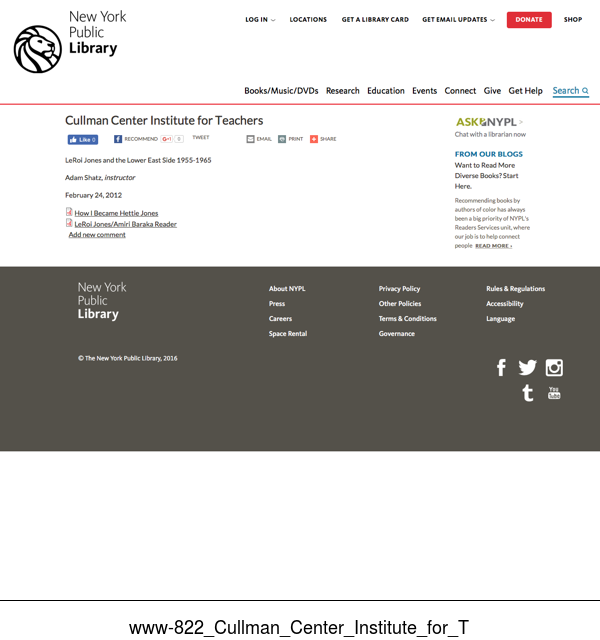 New York
Public
Library
LOG IN
LOCATIONS
GET A LIBRARY CARD
GET EMAIL UPDATES
DONATE
SHOP
Books/Music/DVDs Research Education Events Connect Give Get Help Search
Cullman Center Institute for Teachers
Like 0
RECOMMEND
G+1 0
TWEET
EMAIL
PRINT
SHARE
LeRoi Jones and the Lower East Side 1955-1965
Adam Shatz, instructor
February 24, 2012
How I Became Hettie Jones
LeRoi Jones/Amiri Baraka Reader
Add new comment
ASK NYPL >
Chat with a librarian now
FROM OUR BLOGS
Want to Read More
Diverse Books? Start
Here.
Recommending books by
authors of color has always
been a big priority of NYPL's
Readers Services unit, where
our job is to help connect
people READ MORE ›
New York
Public
Library
About NYPL
Press
Careers
Space Rental
Privacy Policy
Other Policies
Terms & Conditions
Governance
Rules & Regulations
Accessibility
Language
© The New York Public Library, 2016
f
t
You
Tube
www-822_Cullman_Center_Institute_for_T